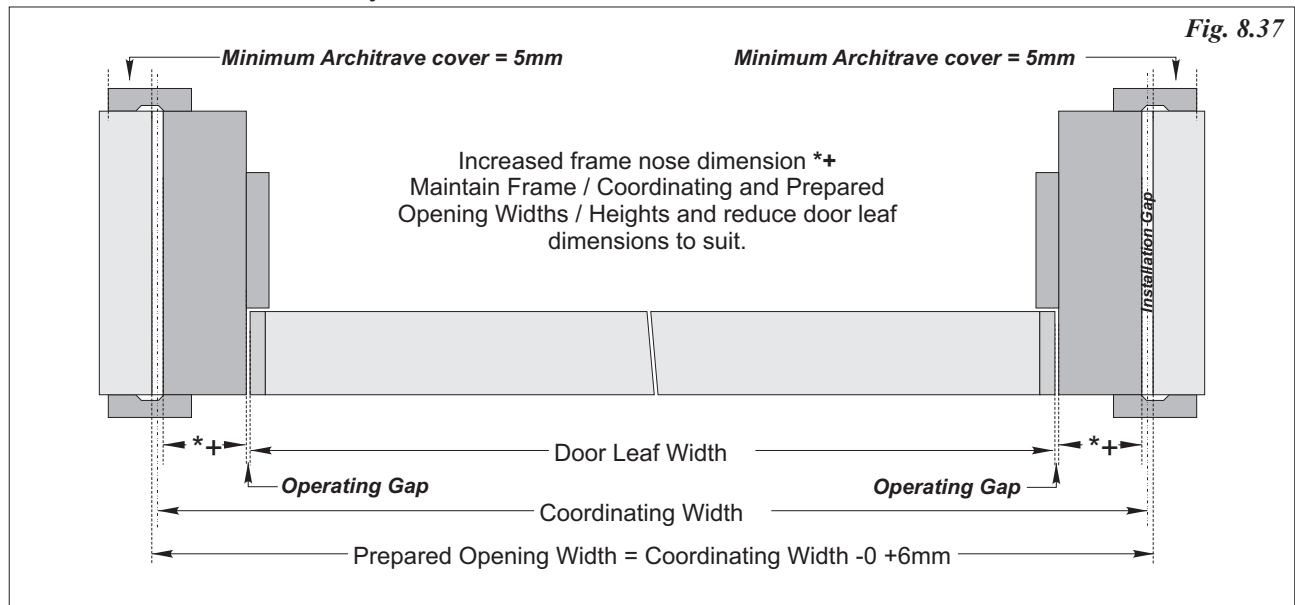 Fig. 8.37
Minimum Architrave cover = 5mm
Minimum Architrave cover = 5mm
Increased frame nose dimension *+
Maintain Frame / Coordinating and Prepared
Opening Widths / Heights and reduce door leaf
dimensions to suit.
Installation Gap
*+
Door Leaf Width
*+
Operating Gap
Operating Gap
Coordinating Width
Prepared Opening Width = Coordinating Width -0 +6mm